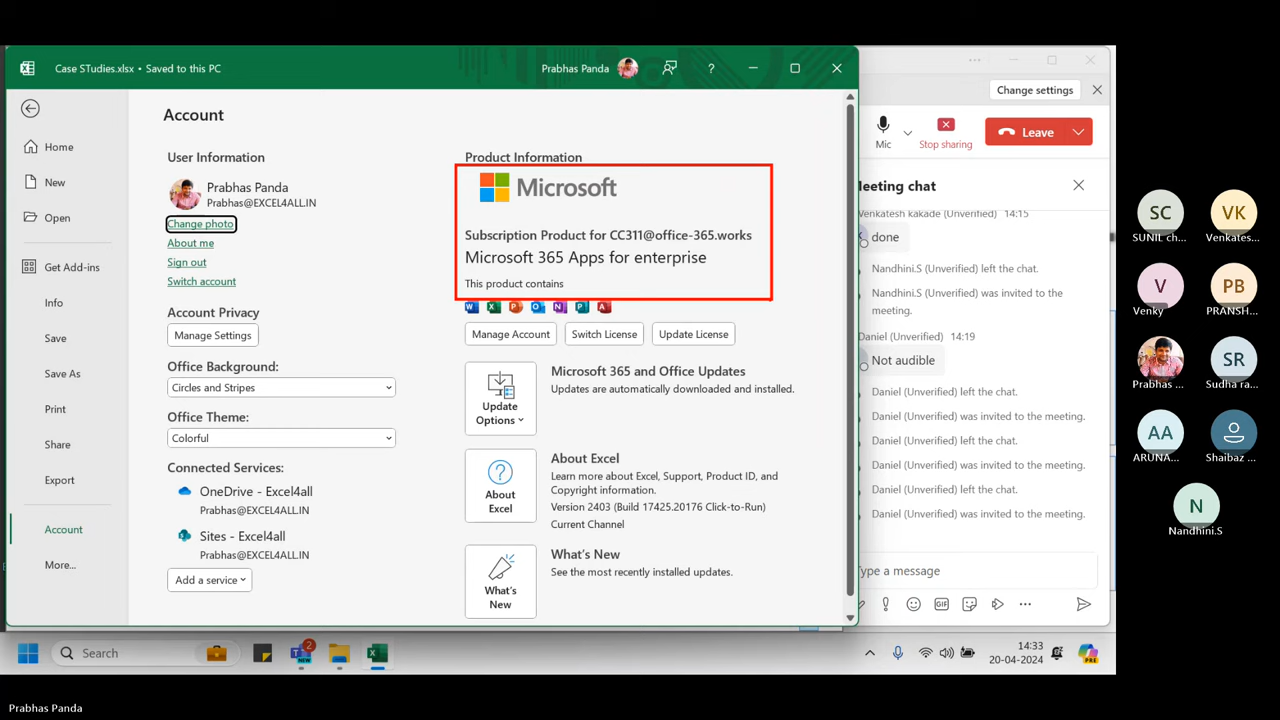 Case STudies.xlsx • Saved to this PC
Prabhas Panda
?
Account
Home
New
Open
Get Add-ins
Info
Save
Save As
Print
Share
Export
Account
More...
User Information
Prabhas Panda
Prabhas@EXCEL4ALL.IN
Change photo
About me
Sign out
Switch account
Account Privacy
Manage Settings
Office Background:
Circles and Stripes
Office Theme:
Colorful
Connected Services:
OneDrive - Excel4all
Prabhas@EXCEL4ALL.IN
Sites - Excel4all
Prabhas@EXCEL4ALL.IN
Add a service
Product Information
Microsoft
Subscription Product for CC311@office-365.works
Microsoft 365 Apps for enterprise
This product contains
Manage Account
Switch License
Update License
Update
Options
Microsoft 365 and Office Updates
Updates are automatically downloaded and installed.
About
Excel
About Excel
Learn more about Excel, Support, Product ID, and
Copyright information.
Version 2403 (Build 17425.20176 Click-to-Run)
Current Channel
What's
New
What's New
See the most recently installed updates.
Change settings
Mic
Stop sharing
Leave
eeting chat
Venkatesh kakade (Unverified) 14:15
done
Nandhini.S (Unverified) left the chat.
Nandhini.S (Unverified) was invited to the
meeting.
Daniel (Unverified) 14:19
Not audible
Daniel (Unverified) left the chat.
Daniel (Unverified) was invited to the meeting.
Daniel (Unverified) left the chat.
Daniel (Unverified) was invited to the meeting.
Daniel (Unverified) left the chat.
Daniel (Unverified) was invited to the meeting.
Type a message
GIF
SC
SUNIL ch...
VK
Venkates...
V
Venky
PB
PRANSH...
Prabhas ...
SR
Sudha ra...
AA
ARUNA...
Shaibaz ...
N
Nandhini.S
Search
NEW
2
14:33
20-04-2024
PRE
Prabhas Panda